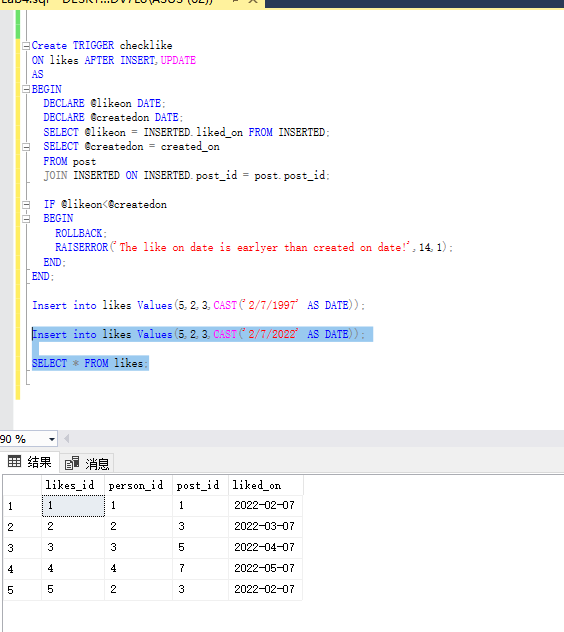 Create TRIGGER checklike
ON likes AFTER INSERT,UPDATE
AS
BEGIN
DECLARE @likeon DATE;
DECLARE @createdon DATE;
SELECT @likeon = INSERTED.liked_on FROM INSERTED;
SELECT @createdon = created_on
FROM post
JOIN INSERTED ON INSERTED.post_id = post.post_id;
IF @likeon<@createdon
BEGIN
ROLLBACK;
RAISERROR('The like on date is earlyer than created on date!',14,1);
END;
END;
Insert into likes Values(5,2,3,CAST('2/7/1997' AS DATE));
Insert into likes Values(5,2,3,CAST('2/7/2022' AS DATE));
SELECT * FROM likes;
90 %
结果 消息
likes_id person_id post_id liked_on
1 1 1 1 2022-02-07
2 2 2 3 2022-03-07
3 3 3 5 2022-04-07
4 4 4 7 2022-05-07
5 5 2 3 2022-02-07